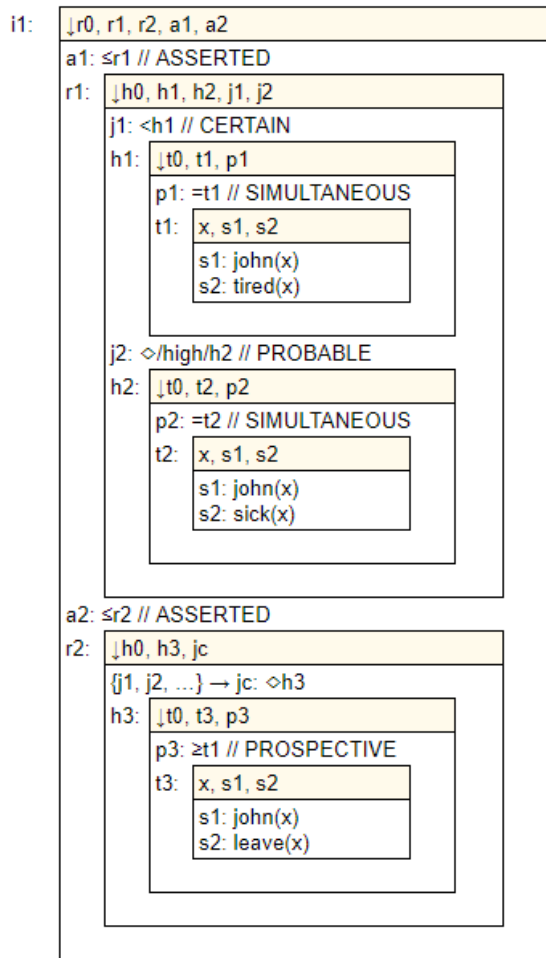 i1: ↓r0, r1, r2, a1, a2
a1: ≤r1 // ASSERTED
r1: ↓h0, h1, h2, j1, j2
j1: <h1 // CERTAIN
h1: ↓t0, t1, p1
p1: =t1 // SIMULTANEOUS
t1: x, s1, s2
s1: john(x)
s2: tired(x)
j2: ◇/high/h2 // PROBABLE
h2: ↓t0, t2, p2
p2: =t2 // SIMULTANEOUS
t2: x, s1, s2
s1: john(x)
s2: sick(x)
a2: ≤r2 // ASSERTED
r2: ↓h0, h3, jc
{j1, j2, ...} → jc: ◇h3
h3: ↓t0, t3, p3
p3: ≥t1 // PROSPECTIVE
t3: x, s1, s2
s1: john(x)
s2: leave(x)